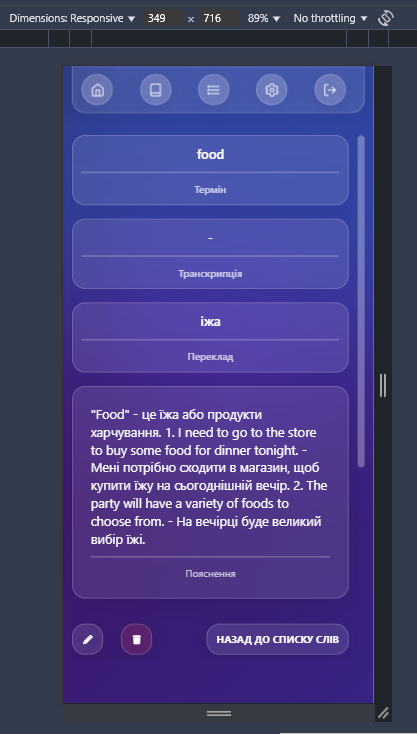 Dimensions: Responsive 349 x 716 89% No throttling
food
Термін
-
Транскрипція
їжа
Переклад
"Food" - це їжа або продукти
харчування. 1. I need to go to the store
to buy some food for dinner tonight. -
Мені потрібно сходити в магазин, щоб
купити їжу на сьогоднішній вечір. 2. The
party will have a variety of foods to
choose from. - На вечірці буде великий
вибір їжі.
Пояснення
НАЗАД ДО СПИСКУ СЛІВ